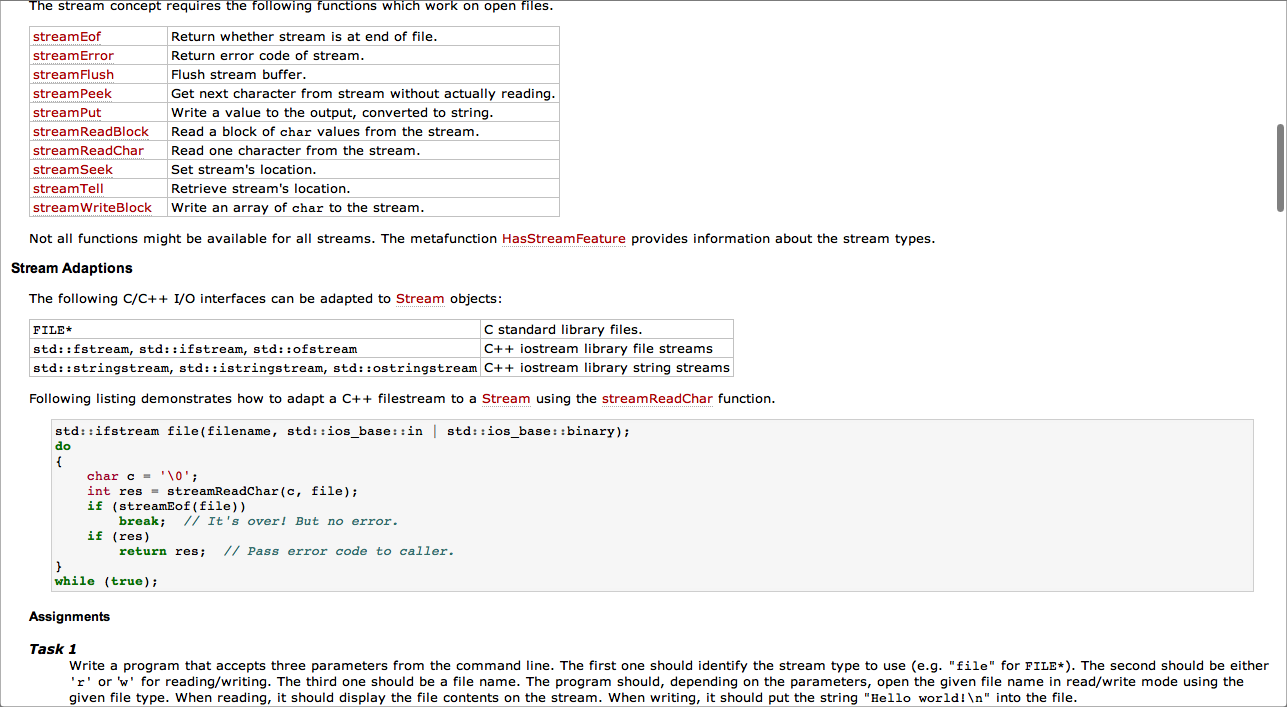 The stream concept requires the following functions which work on open files.
streamEof Return whether stream is at end of file.
streamError Return error code of stream.
streamFlush Flush stream buffer.
streamPeek Get next character from stream without actually reading.
streamPut Write a value to the output, converted to string.
streamReadBlock Read a block of char values from the stream.
streamReadChar Read one character from the stream.
streamSeek Set stream's location.
streamTell Retrieve stream's location.
streamWriteBlock Write an array of char to the stream.
Not all functions might be available for all streams. The metafunction HasStreamFeature provides information about the stream types.
Stream Adaptions
The following C/C++ I/O interfaces can be adapted to Stream objects:
FILE* C standard library files.
std::fstream, std::ifstream, std::ofstream C++ iostream library file streams
std::stringstream, std::istringstream, std::ostringstream C++ iostream library string streams
Following listing demonstrates how to adapt a C++ filestream to a Stream using the streamReadChar function.
std::ifstream file(filename, std::ios_base::in | std::ios_base::binary);
do
{
    char c = '\0';
    int res = streamReadChar(c, file);
    if (streamEof(file))
        break;  // It's over! But no error.
    if (res)
        return res;  // Pass error code to caller.
}
while (true);
Assignments
Task 1
Write a program that accepts three parameters from the command line. The first one should identify the stream type to use (e.g. "file" for FILE*). The second should be either
'r' or 'w' for reading/writing. The third one should be a file name. The program should, depending on the parameters, open the given file name in read/write mode using the
given file type. When reading, it should display the file contents on the stream. When writing, it should put the string "Hello world!\n" into the file.